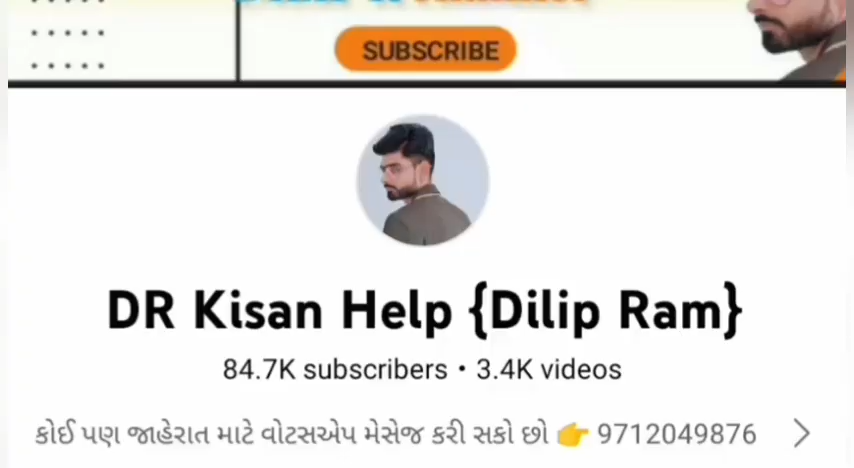 SUBSCRIBE
DR Kisan Help {Dilip Ram}
84.7K subscribers • 3.4K videos
કોઈ પણ જાહેરાત માટે વોટસએપ મેસેજ કરી સકો છો 👉 9712049876